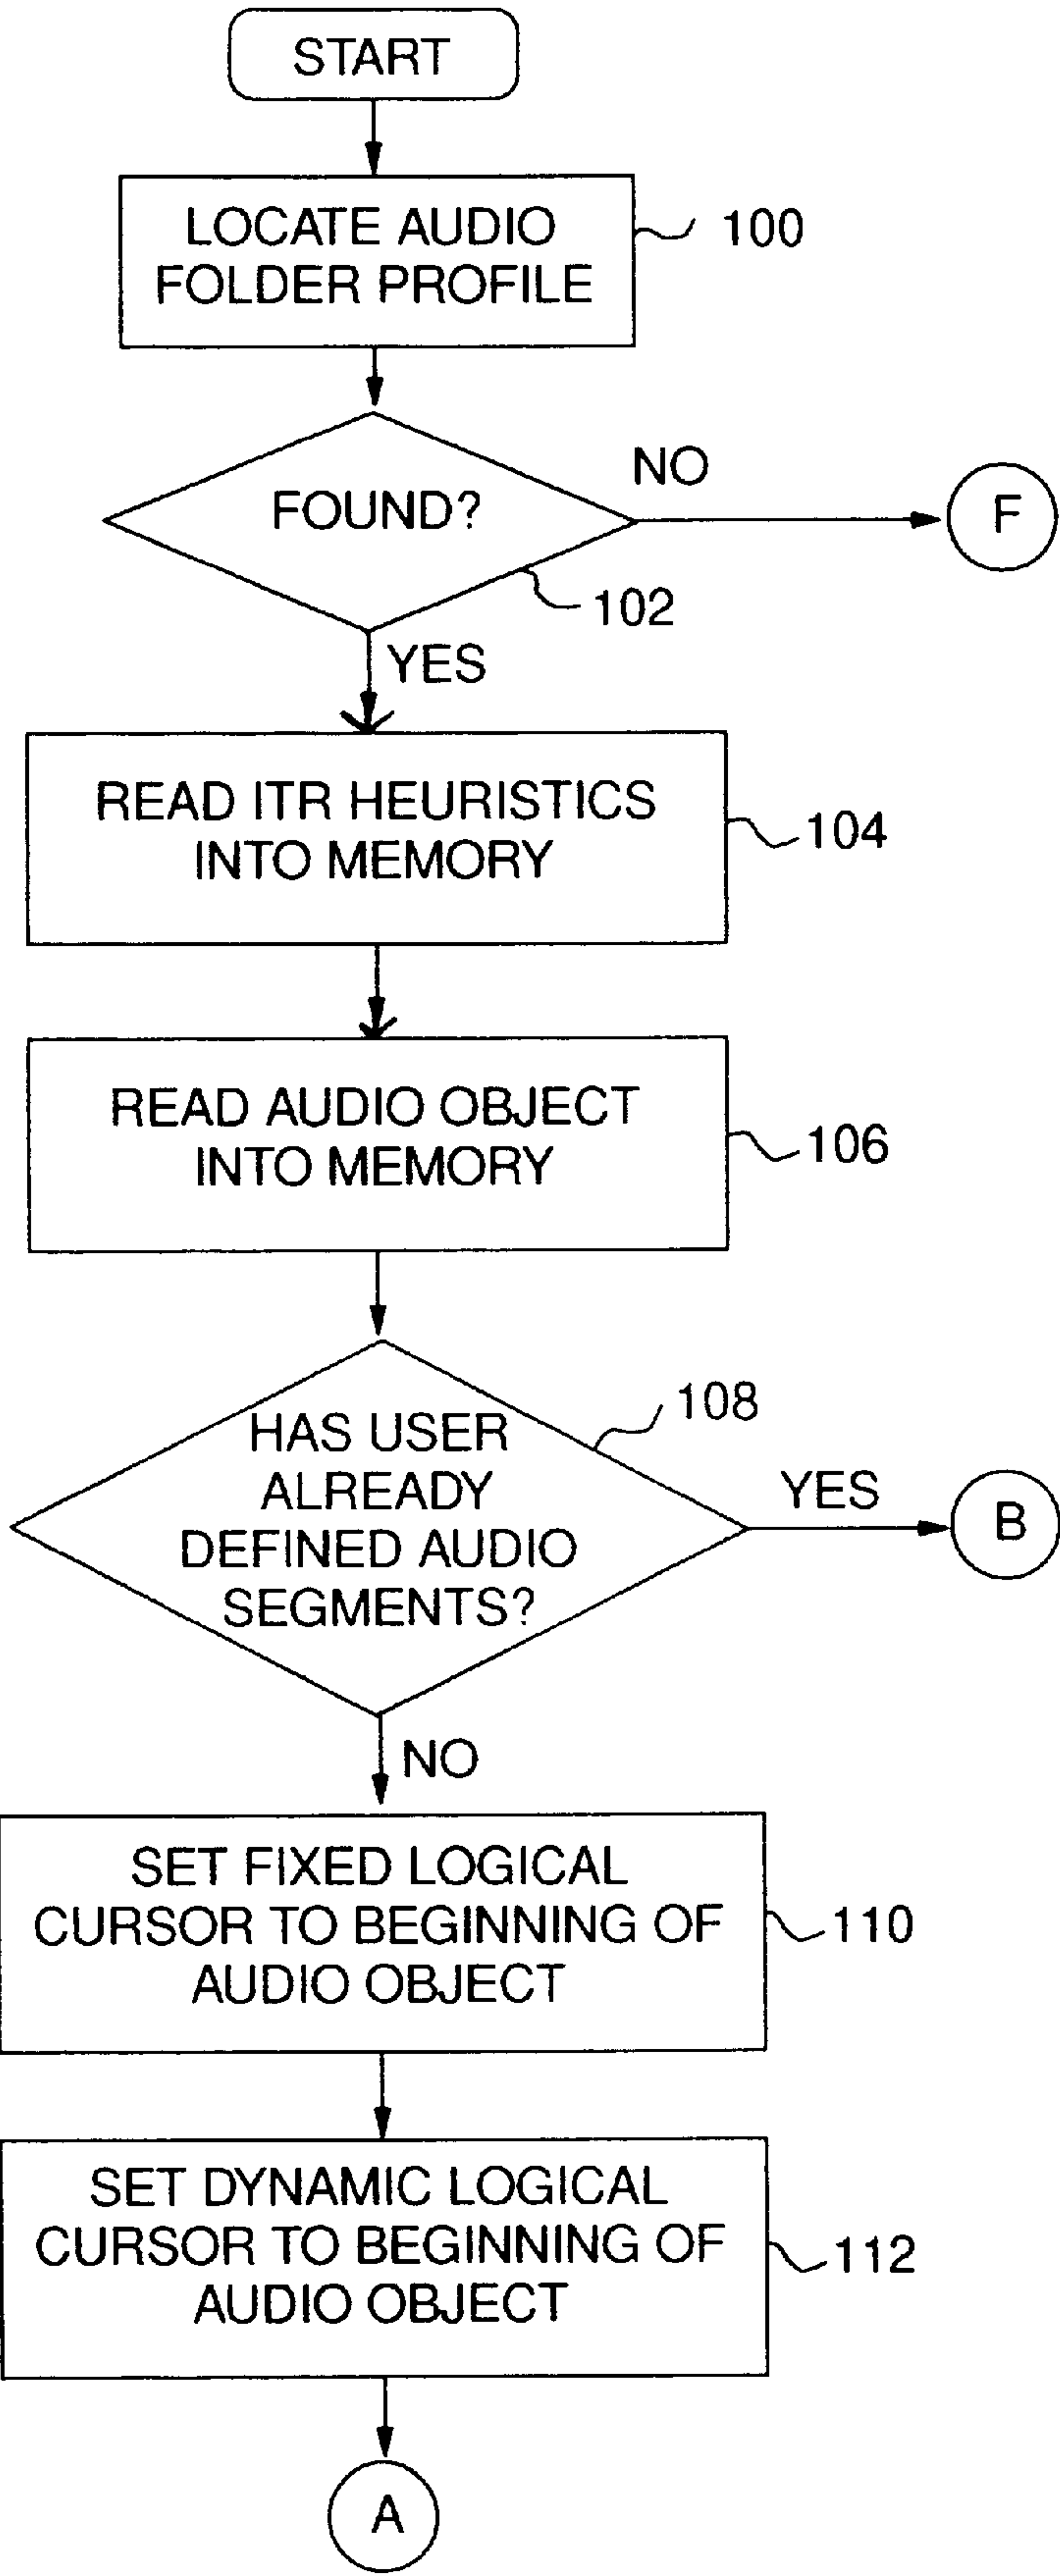 START
LOCATE AUDIO
FOLDER PROFILE
100
FOUND?
NO
F
102
YES
READ ITR HEURISTICS
INTO MEMORY
104
READ AUDIO OBJECT
INTO MEMORY
106
108
HAS USER
ALREADY
DEFINED AUDIO
SEGMENTS?
YES
B
NO
SET FIXED LOGICAL
CURSOR TO BEGINNING OF
AUDIO OBJECT
110
SET DYNAMIC LOGICAL
CURSOR TO BEGINNING OF
AUDIO OBJECT
112
A